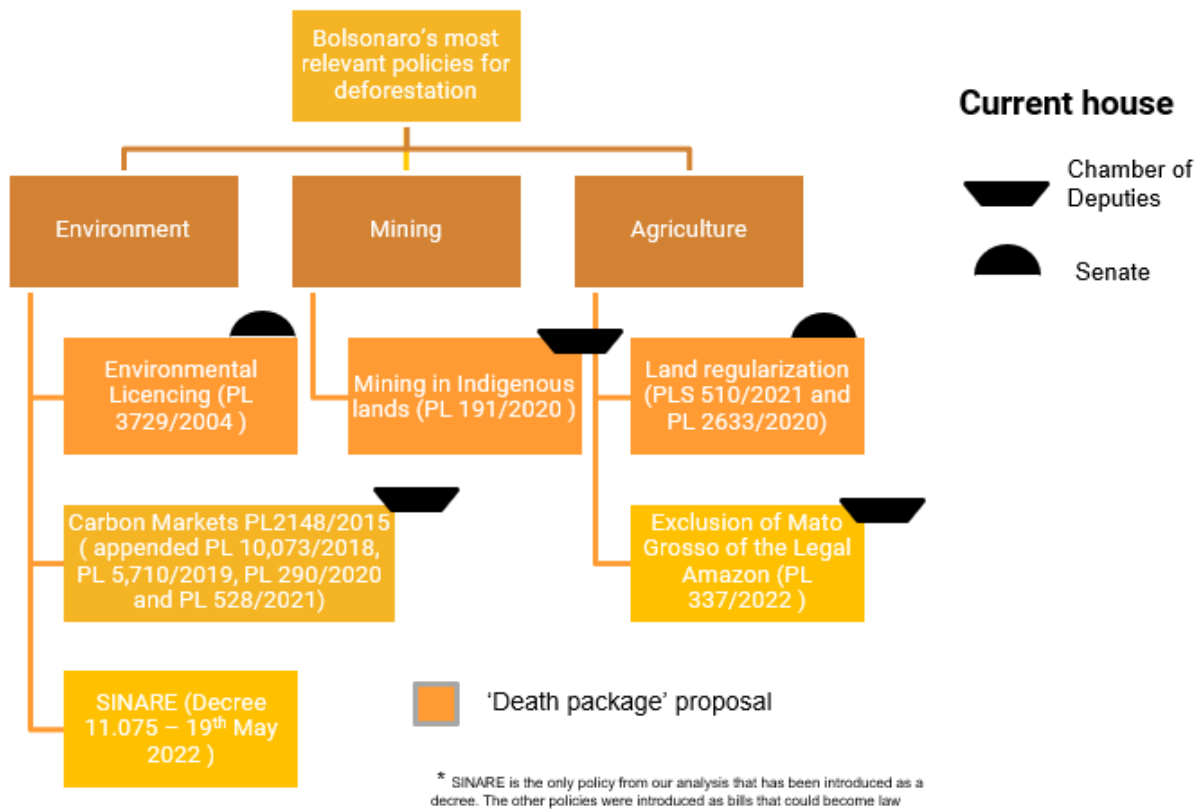 Bolsonaro's most
relevant policies for
deforestation
Current house
Chamber of
Deputies
Senate
Environment
Mining
Agriculture
Environmental
Licencing (PL
3729/2004 )
Mining in Indigenous
lands (PL 191/2020 )
Land regularization
(PLS 510/2021 and
PL 2633/2020)
Carbon Markets PL2148/2015
( appended PL 10,073/2018,
PL 5,710/2019, PL 290/2020
and PL 528/2021)
Exclusion of Mato
Grosso of the Legal
Amazon (PL
337/2022 )
SINARE (Decree
11.075 – 19th May
2022 )
'Death package' proposal
* SINARE is the only policy from our analysis that has been introduced as a
decree. The other policies were introduced as bills that could become law